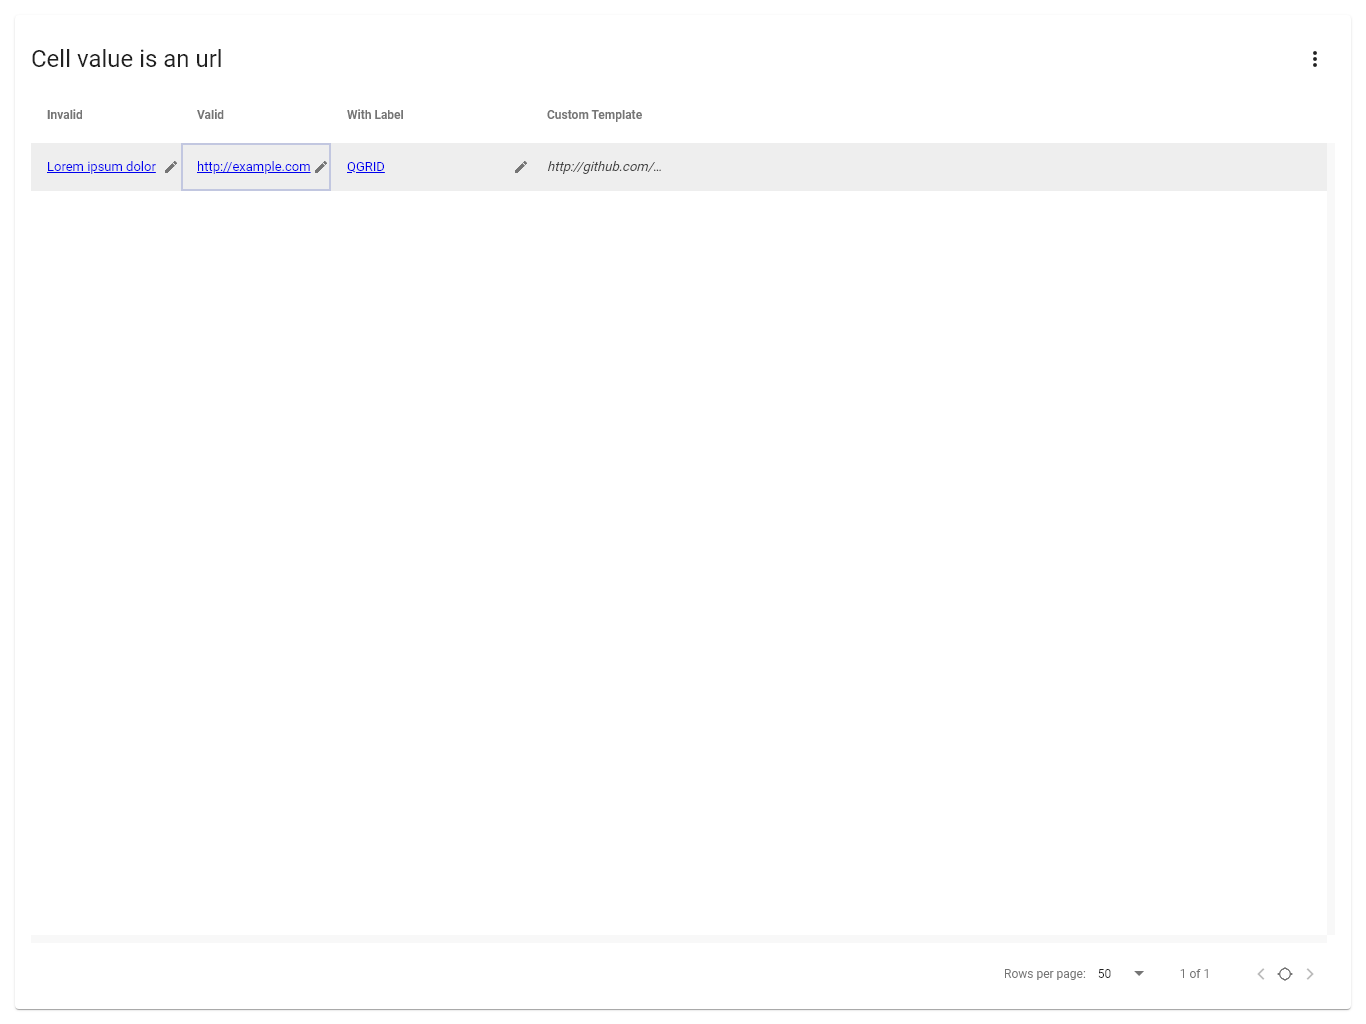 Cell value is an url
Invalid Valid With Label Custom Template
Lorem ipsum dolor http://example.com QGRID http://github.com/...
Rows per page: 50 1 of 1